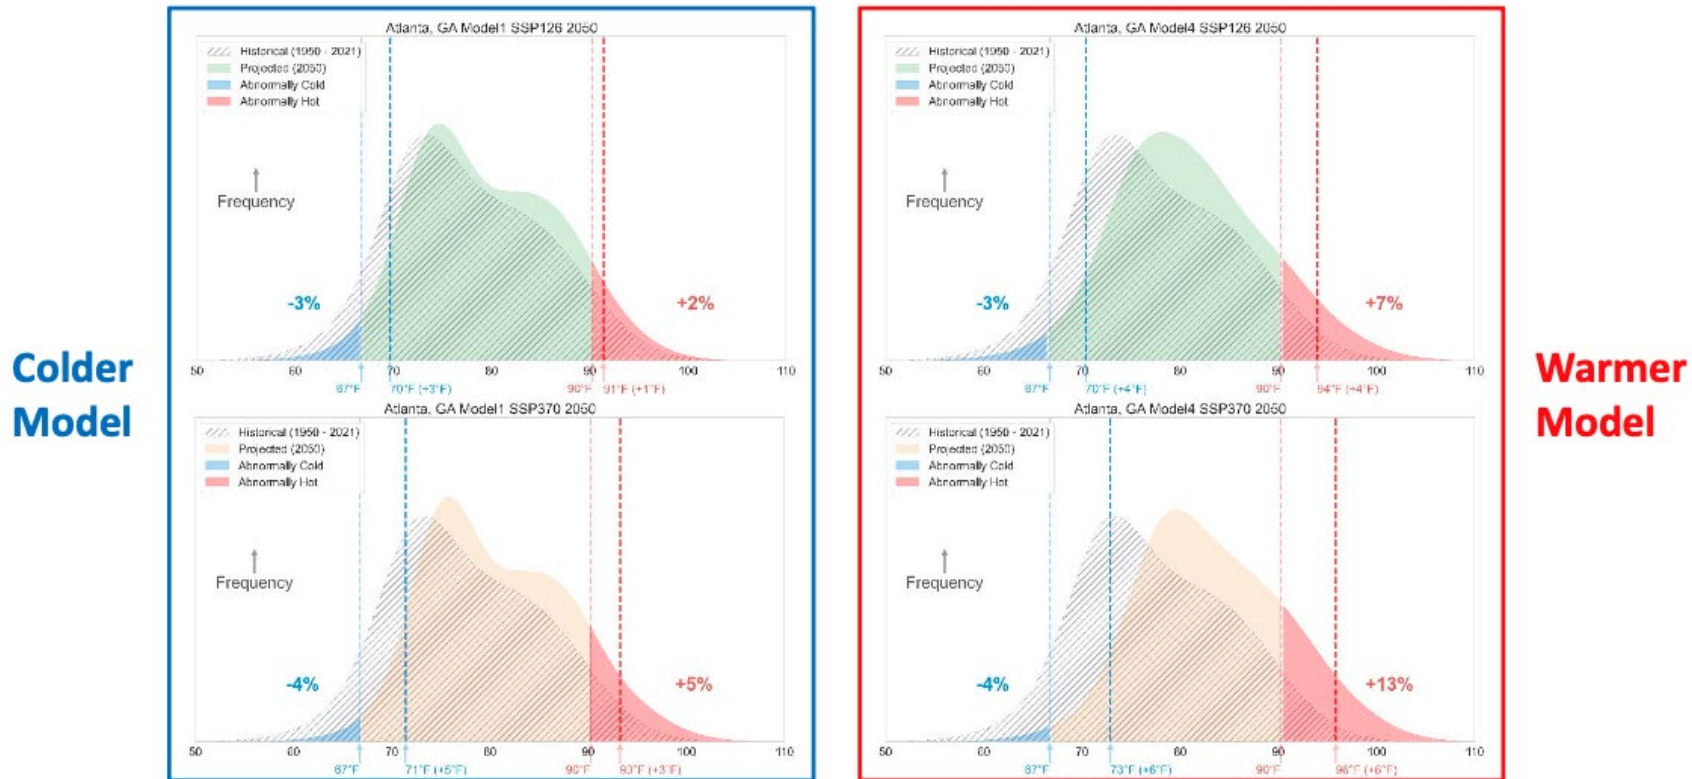 Colder
Model
Atlanta, GA Model1 SSP126 2050
Historical (1950 - 2021)
Projected (2050)
Abnormally Cold
Abnormally Hot
Frequency
-3%
+2%
50 60 70 80 90 100 110
67°F 70°F (+3°F) 90°F 91°F (+1°F)
Atlanta, GA Model1 SSP370 2050
Historical (1950 - 2021)
Projected (2050)
Abnormally Cold
Abnormally Hot
Frequency
-4%
+5%
50 60 70 80 90 100 110
67°F 71°F (+5°F) 90°F 93°F (+3°F)
Atlanta, GA Model4 SSP126 2050
Historical (1950 - 2021)
Projected (2050)
Abnormally Cold
Abnormally Hot
Frequency
-3%
+7%
50 60 70 80 90 100 110
67°F 70°F (+4°F) 90°F 94°F (+4°F)
Atlanta, GA Model4 SSP370 2050
Historical (1950 - 2021)
Projected (2050)
Abnormally Cold
Abnormally Hot
Frequency
-4%
+13%
50 60 70 80 90 100 110
67°F 73°F (+6°F) 90°F 96°F (+6°F)
Warmer
Model